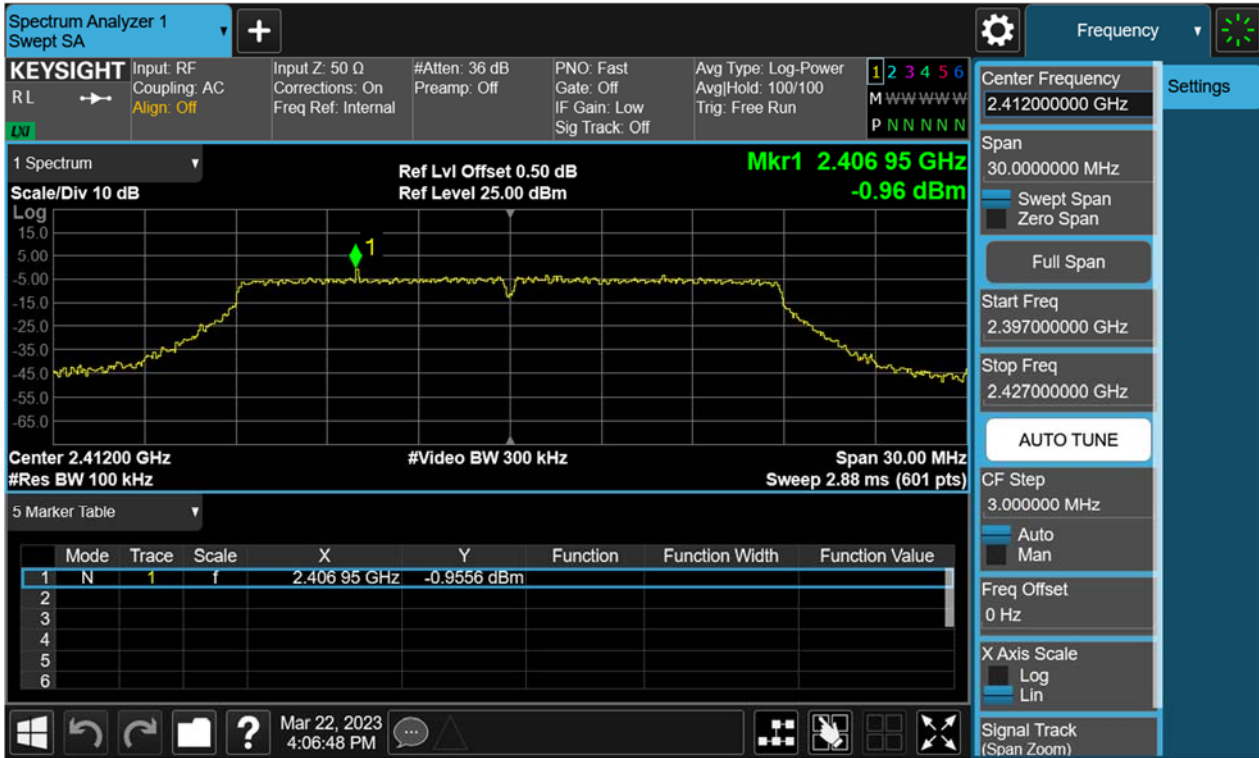 Spectrum Analyzer 1
Swept SA
Frequency
KEYSIGHT
RL
LXI
Input: RF
Coupling: AC
Align: Off
Input Z: 50 Ω
Corrections: On
Freq Ref: Internal
#Atten: 36 dB
Preamp: Off
PNO: Fast
Gate: Off
IF Gain: Low
Sig Track: Off
Avg Type: Log-Power
Avg|Hold: 100/100
Trig: Free Run
1 2 3 4 5 6
M W W W W W
P N N N N N
1 Spectrum
Scale/Div 10 dB
Ref Lvl Offset 0.50 dB
Ref Level 25.00 dBm
Mkr1 2.406 95 GHz
-0.96 dBm
Log
15.0
5.00
-5.00
-15.0
-25.0
-35.0
-45.0
-55.0
-65.0
1
Center 2.41200 GHz
#Video BW 300 kHz
Span 30.00 MHz
#Res BW 100 kHz
Sweep 2.88 ms (601 pts)
5 Marker Table
Mode Trace Scale X Y Function Function Width Function Value
1 N 1 f 2.406 95 GHz -0.9556 dBm
2
3
4
5
6
?
Mar 22, 2023
4:06:48 PM
Settings
Center Frequency
2.412000000 GHz
Span
30.0000000 MHz
Swept Span
Zero Span
Full Span
Start Freq
2.397000000 GHz
Stop Freq
2.427000000 GHz
AUTO TUNE
CF Step
3.000000 MHz
Auto
Man
Freq Offset
0 Hz
X Axis Scale
Log
Lin
Signal Track
(Span Zoom)